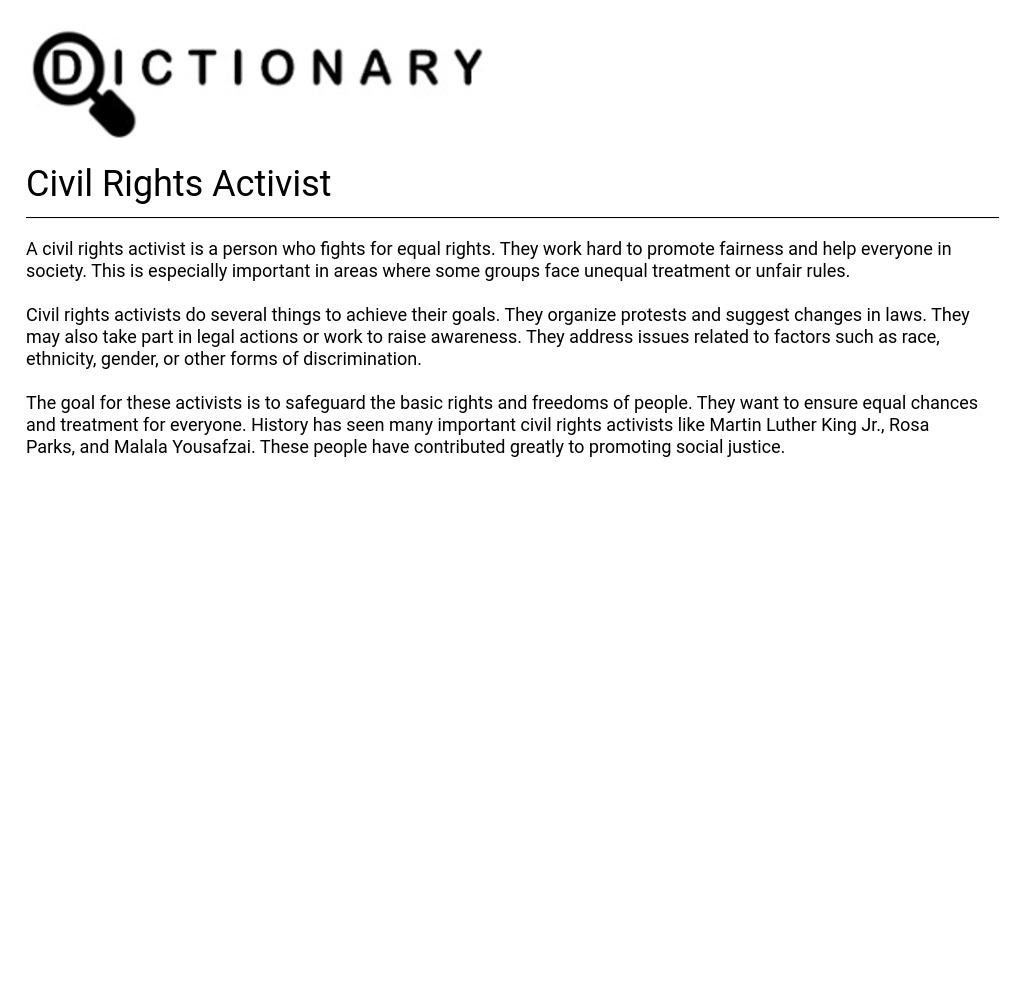 DICTIONARY
Civil Rights Activist
A civil rights activist is a person who fights for equal rights. They work hard to promote fairness and help everyone in
society. This is especially important in areas where some groups face unequal treatment or unfair rules.
Civil rights activists do several things to achieve their goals. They organize protests and suggest changes in laws. They
may also take part in legal actions or work to raise awareness. They address issues related to factors such as race,
ethnicity, gender, or other forms of discrimination.
The goal for these activists is to safeguard the basic rights and freedoms of people. They want to ensure equal chances
and treatment for everyone. History has seen many important civil rights activists like Martin Luther King Jr., Rosa
Parks, and Malala Yousafzai. These people have contributed greatly to promoting social justice.